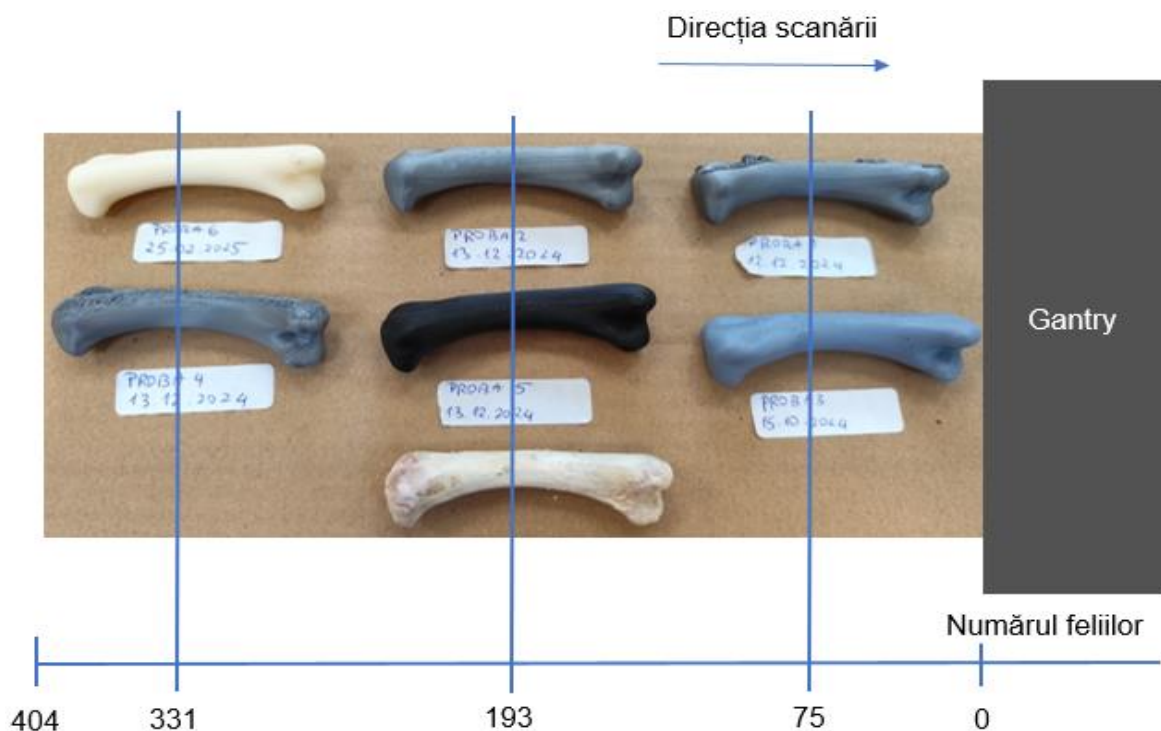 Direcția scanării
PROBA 6
25.02.2025
PROBA 2
13.12.2024
PROBA 1
12.12.2024
Gantry
PROBA 4
13.12.2024
PROBA 5
13.12.2024
PROBA 3
15.10.2024
Numărul feliilor
404 331 193 75 0